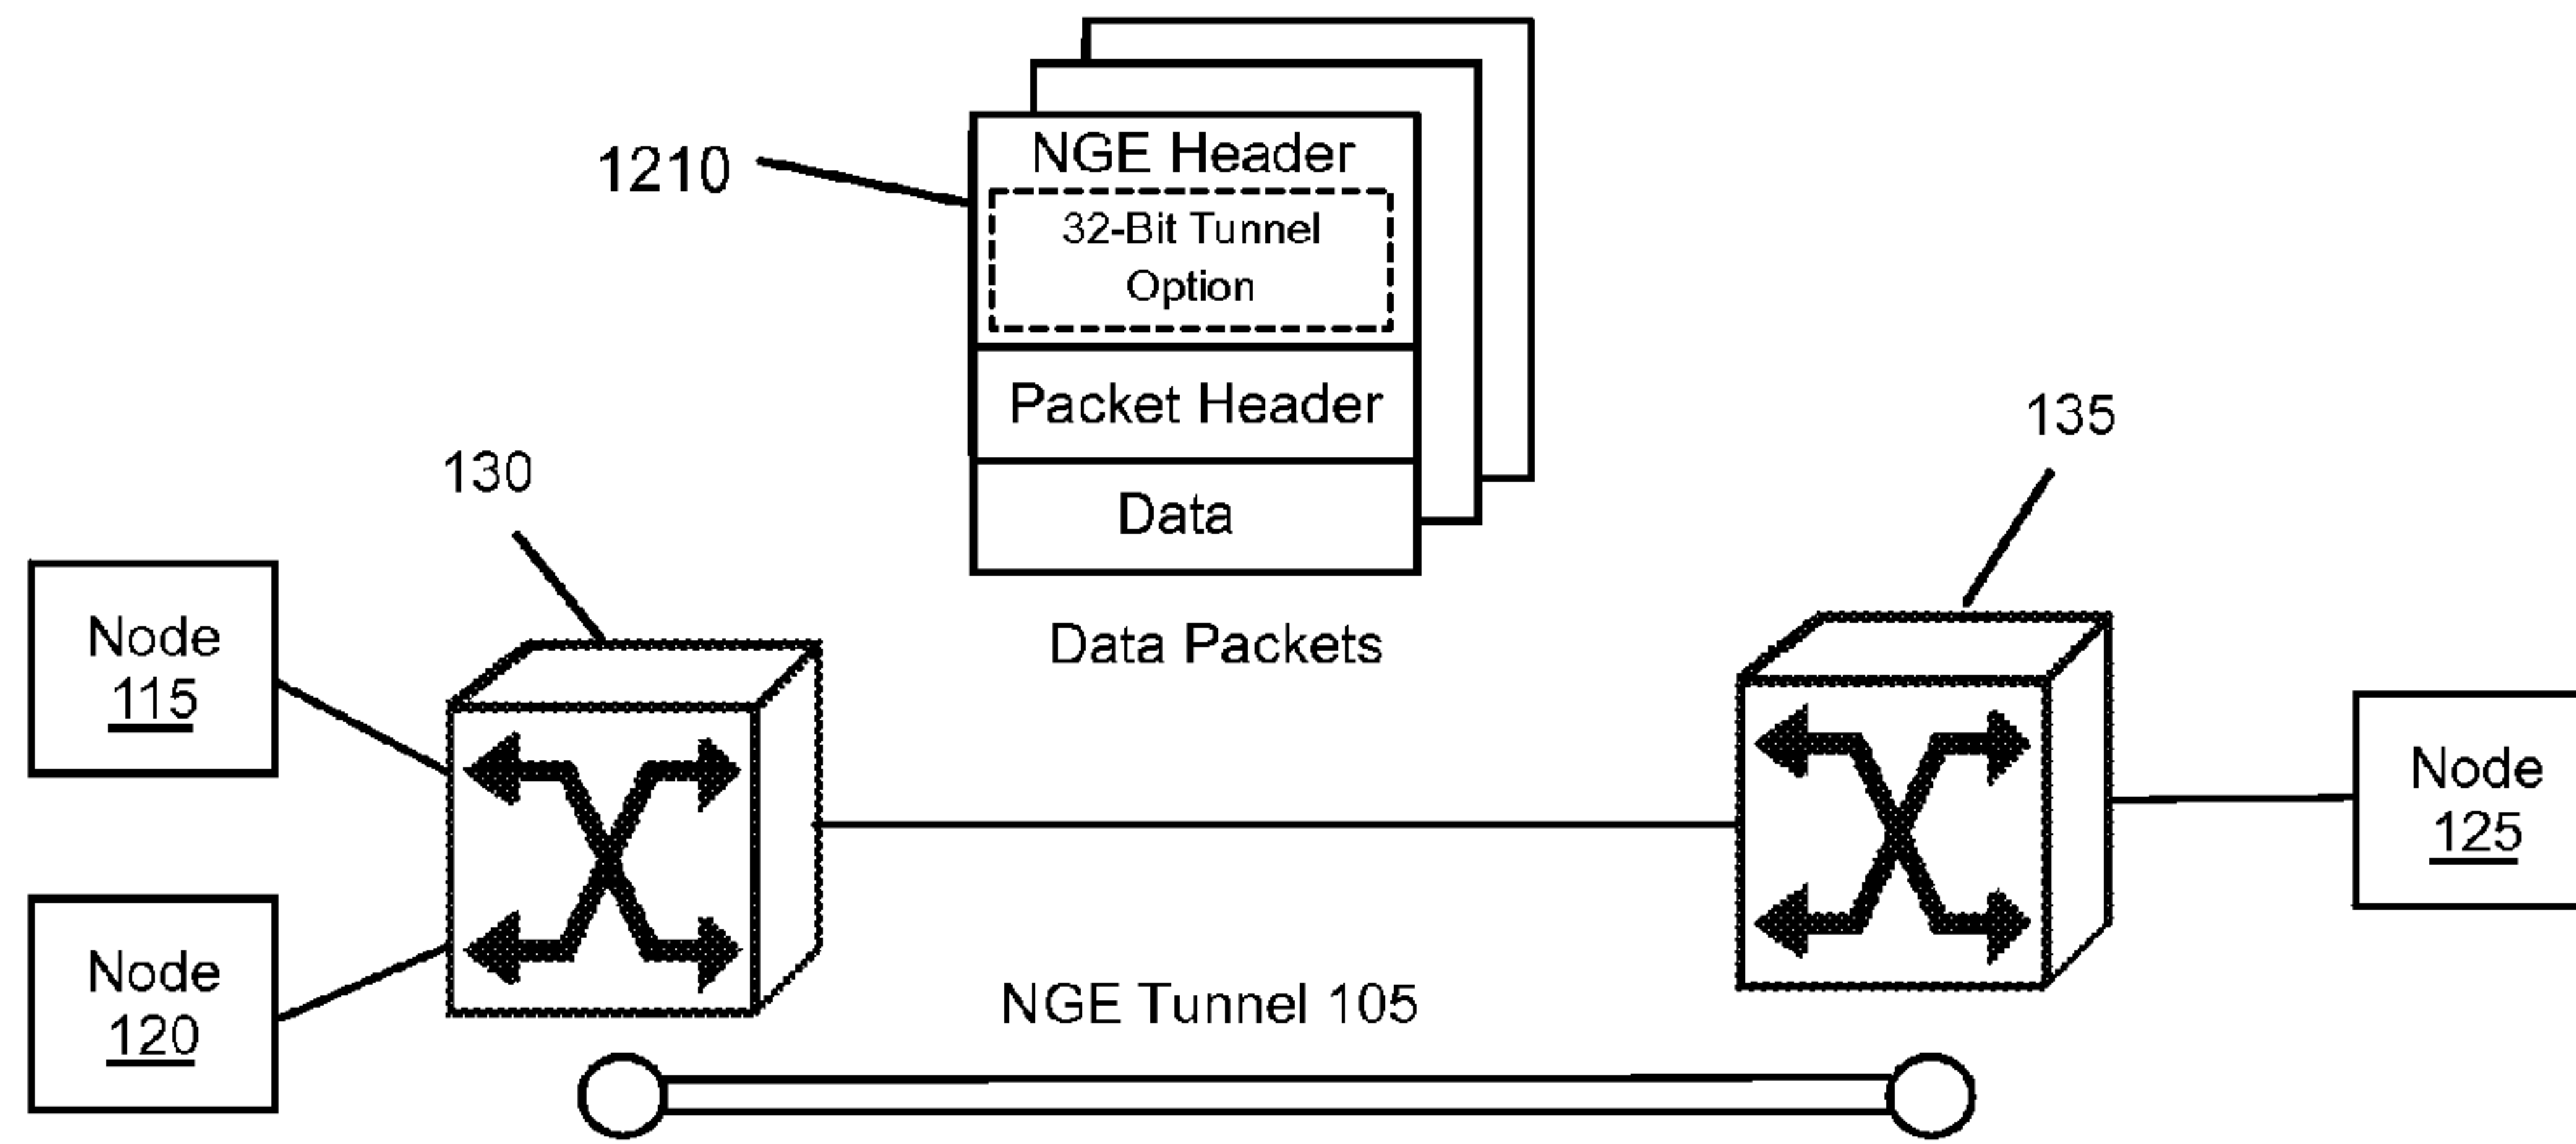 NGE Header
1210
32-Bit Tunnel
Option
Packet Header
135
130
Data
Node
115
Data Packets
Node
125
Node
120
NGE Tunnel 105